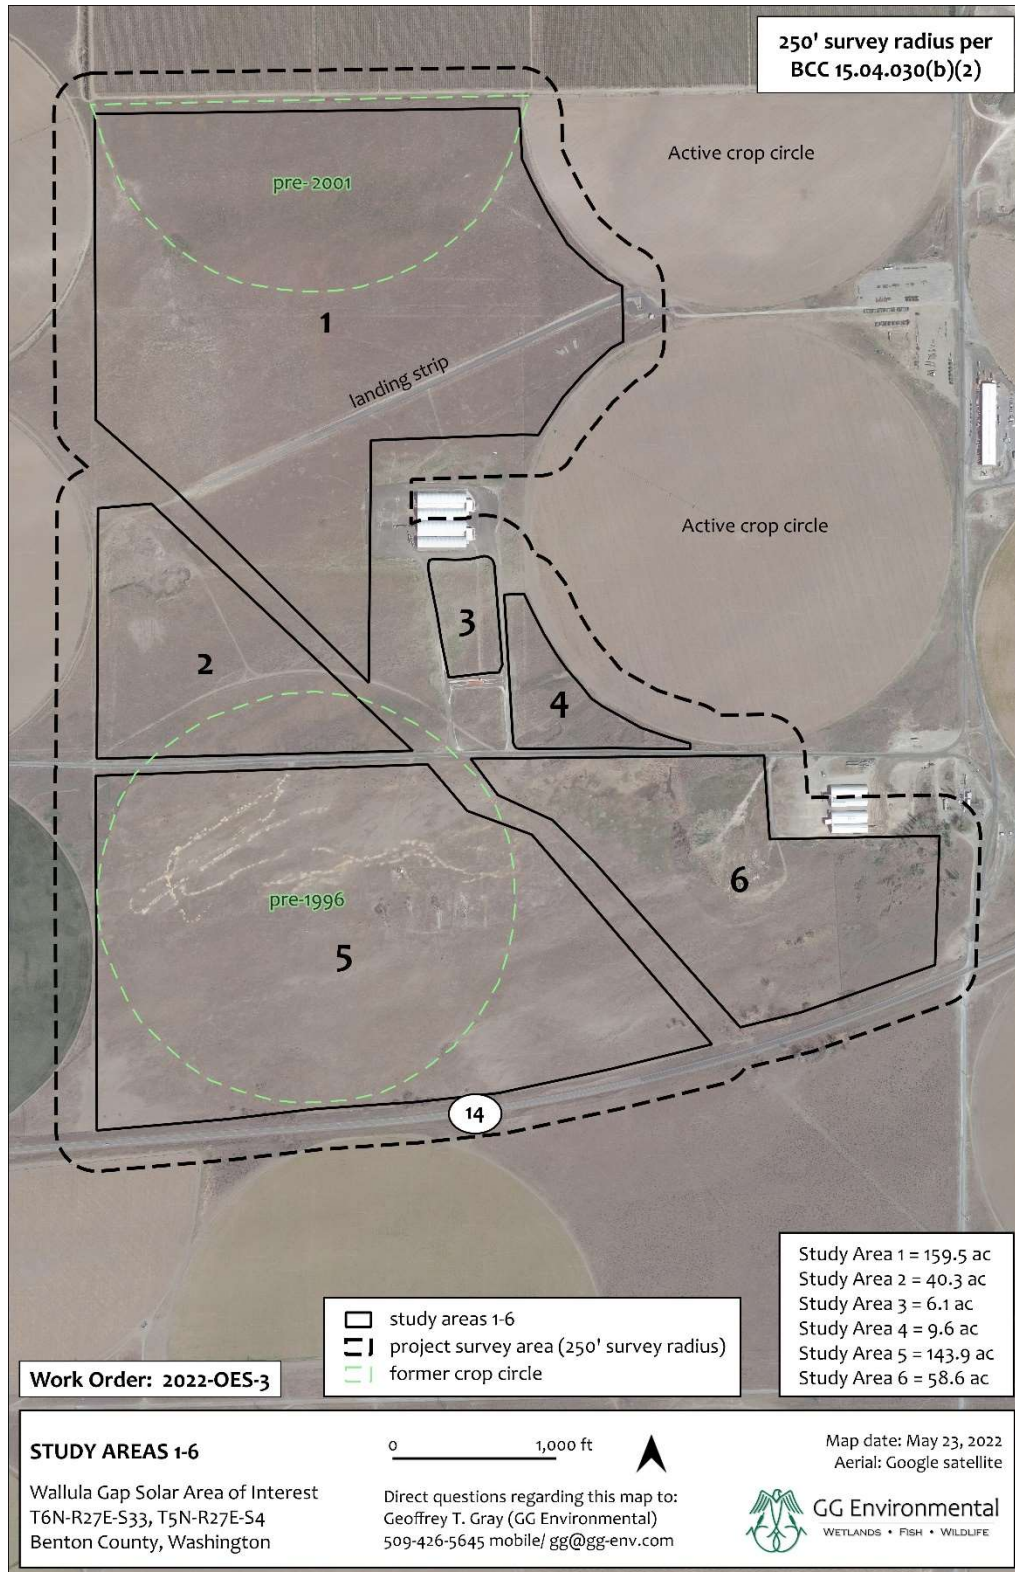 250' survey radius per
BCC 15.04.030(b)(2)
Active crop circle
pre-2001
1
landing strip
Active crop circle
3
2
4
6
pre-1996
5
14
Study Area 1 = 159.5 ac
Study Area 2 = 40.3 ac
Study Area 3 = 6.1 ac
Study Area 4 = 9.6 ac
Study Area 5 = 143.9 ac
Study Area 6 = 58.6 ac
study areas 1-6
project survey area (250' survey radius)
former crop circle
Work Order: 2022-OES-3
STUDY AREAS 1-6
Wallula Gap Solar Area of Interest
T6N-R27E-S33, T5N-R27E-S4
Benton County, Washington
0 1,000 ft
Direct questions regarding this map to:
Geoffrey T. Gray (GG Environmental)
509-426-5645 mobile/ gg@gg-env.com
Map date: May 23, 2022
Aerial: Google satellite
GG Environmental
WETLANDS • FISH • WILDLIFE